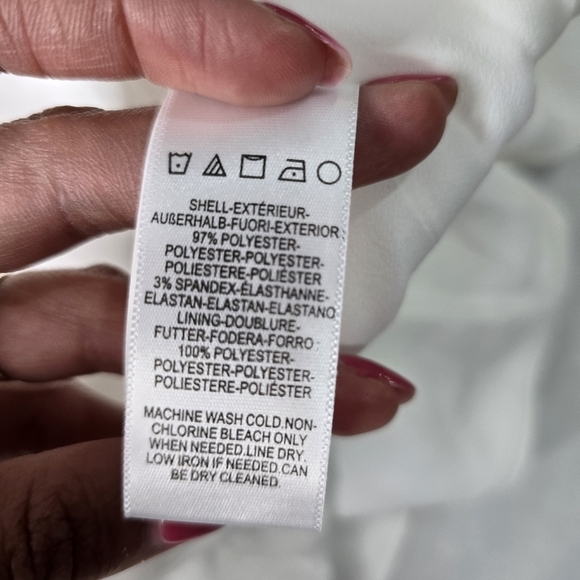 SHELL-EXTÉRIEUR-
AUßERHALB-FUORI-EXTERIOR:
97% POLYESTER-
POLYESTER-POLYESTER-
POLIESTERE-POLIÉSTER
3% SPANDEX-ÉLASTHANNE-
ELASTAN-ELASTAN-ELASTANO
LINING-DOUBLURE-
FUTTER-FODERA-FORRO:
100% POLYESTER-
POLYESTER-POLYESTER-
POLIESTERE-POLIÉSTER
MACHINE WASH COLD.NON-
CHLORINE BLEACH ONLY
WHEN NEEDED.LINE DRY.
LOW IRON IF NEEDED.CAN
BE DRY CLEANED.